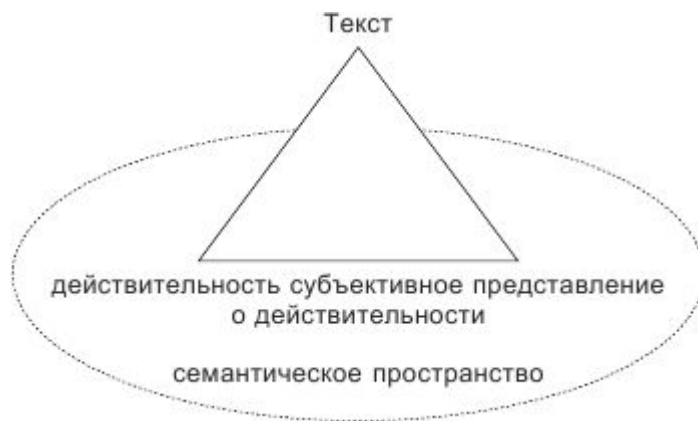 Текст
действительность субъективное представление
о действительности
семантическое пространство